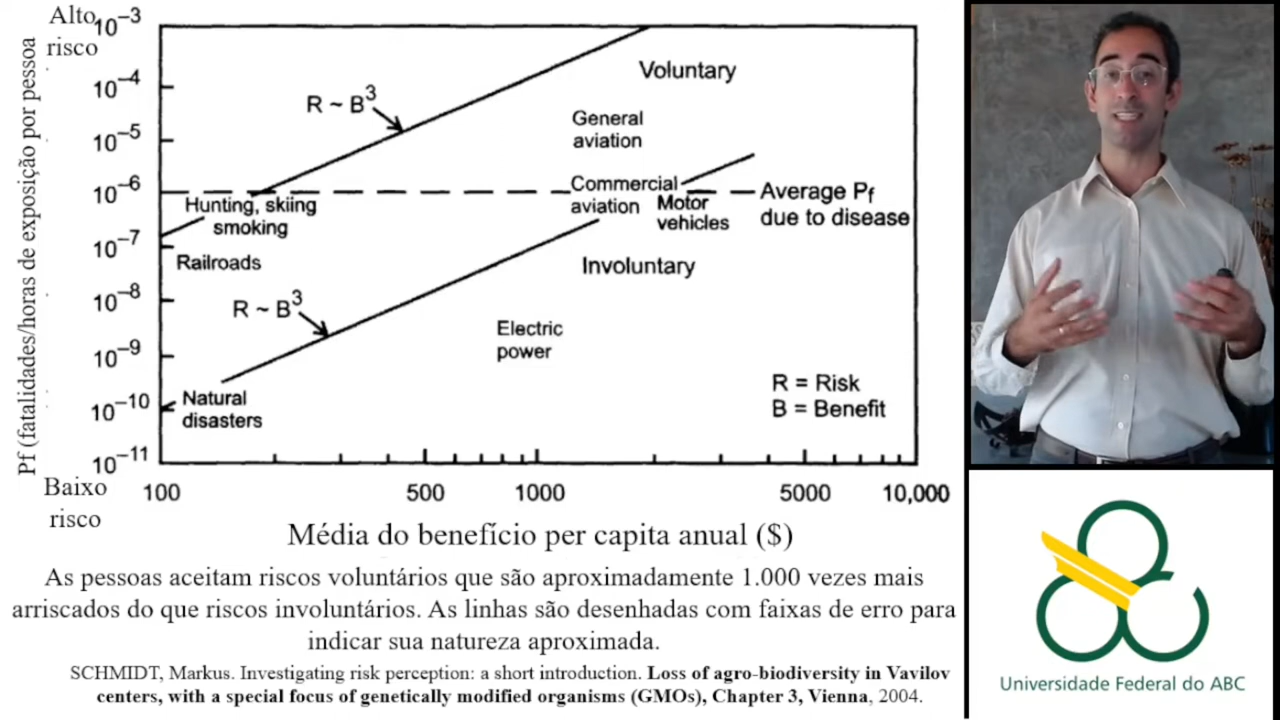 Alto
risco
10−3
10−4
10−5
10−6
10−7
10−8
10−9
10−10
10−11
Baixo
risco
Pf (fatalidades/horas de exposição por pessoa
Voluntary
R ~ B3
General
aviation
Commercial
aviation
Motor
vehicles
Average Pf
due to disease
Hunting, skiing
smoking
Railroads
Involuntary
R ~ B3
Electric
power
Natural
disasters
R = Risk
B = Benefit
100 500 1000 5000 10,000
Média do benefício per capita anual ($)
As pessoas aceitam riscos voluntários que são aproximadamente 1.000 vezes mais
arriscados do que riscos involuntários. As linhas são desenhadas com faixas de erro para
indicar sua natureza aproximada.
SCHMIDT, Markus. Investigating risk perception: a short introduction. Loss of agro-biodiversity in Vavilov
centers, with a special focus of genetically modified organisms (GMOs), Chapter 3, Vienna, 2004.
Universidade Federal do ABC